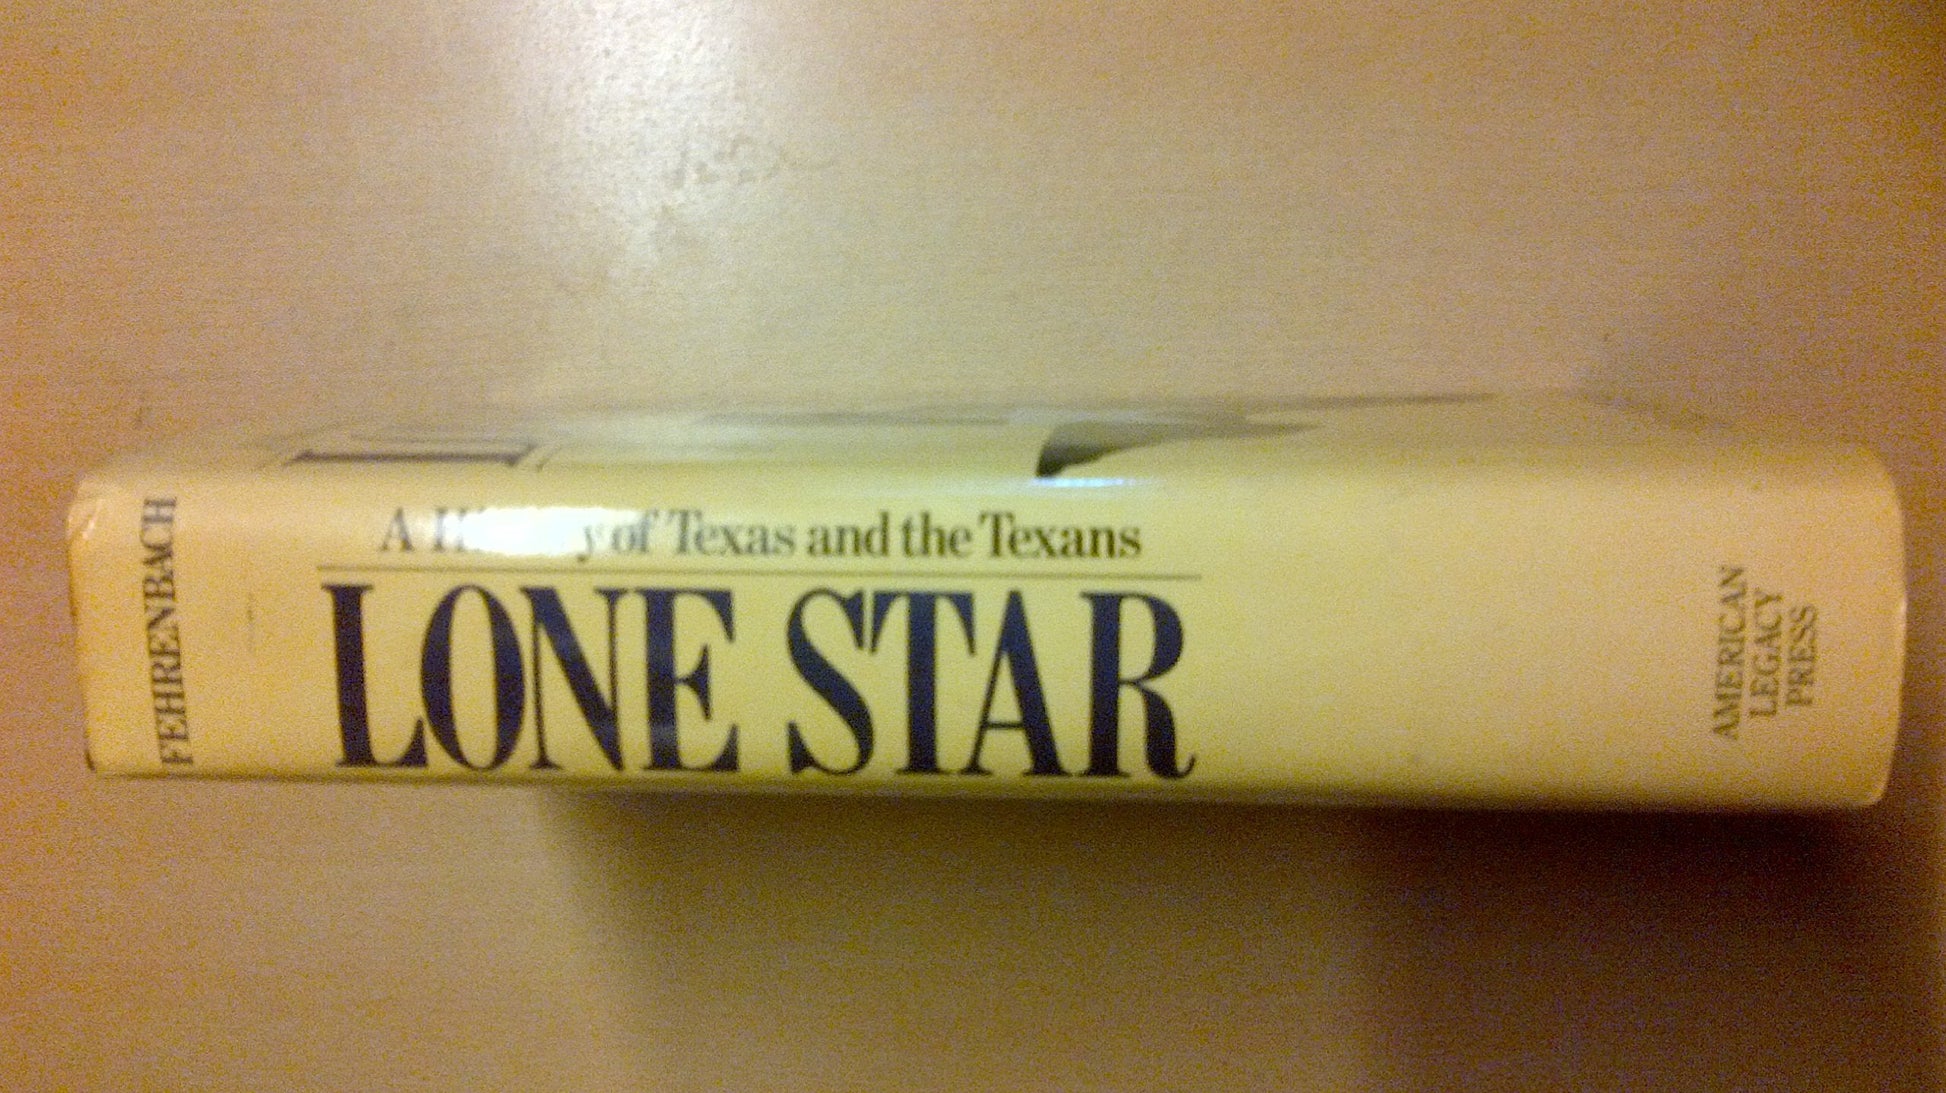 FEHRENBACH
A of Texas and the Texans
LONE STAR
AMERICAN
LEGACY
PRESS